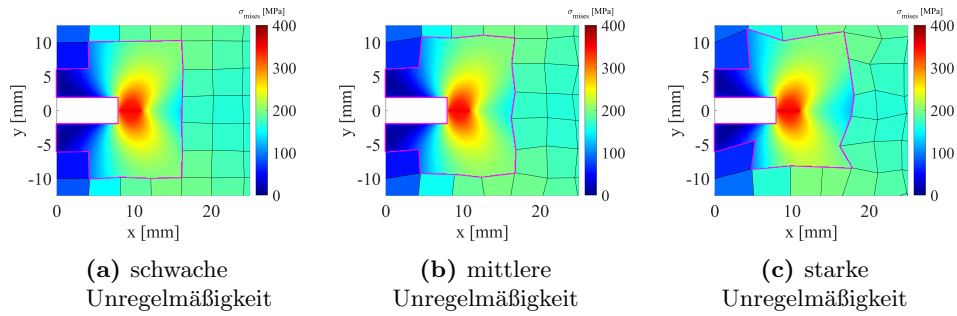 σmises [MPa]
10
5
0
-5
-10
y [mm]
0
10
20
x [mm]
400
300
200
100
0
(a) schwache
Unregelmäßigkeit
σmises [MPa]
10
5
0
-5
-10
y [mm]
0
10
20
x [mm]
400
300
200
100
0
(b) mittlere
Unregelmäßigkeit
σmises [MPa]
10
5
0
-5
-10
y [mm]
0
10
20
x [mm]
400
300
200
100
0
(c) starke
Unregelmäßigkeit